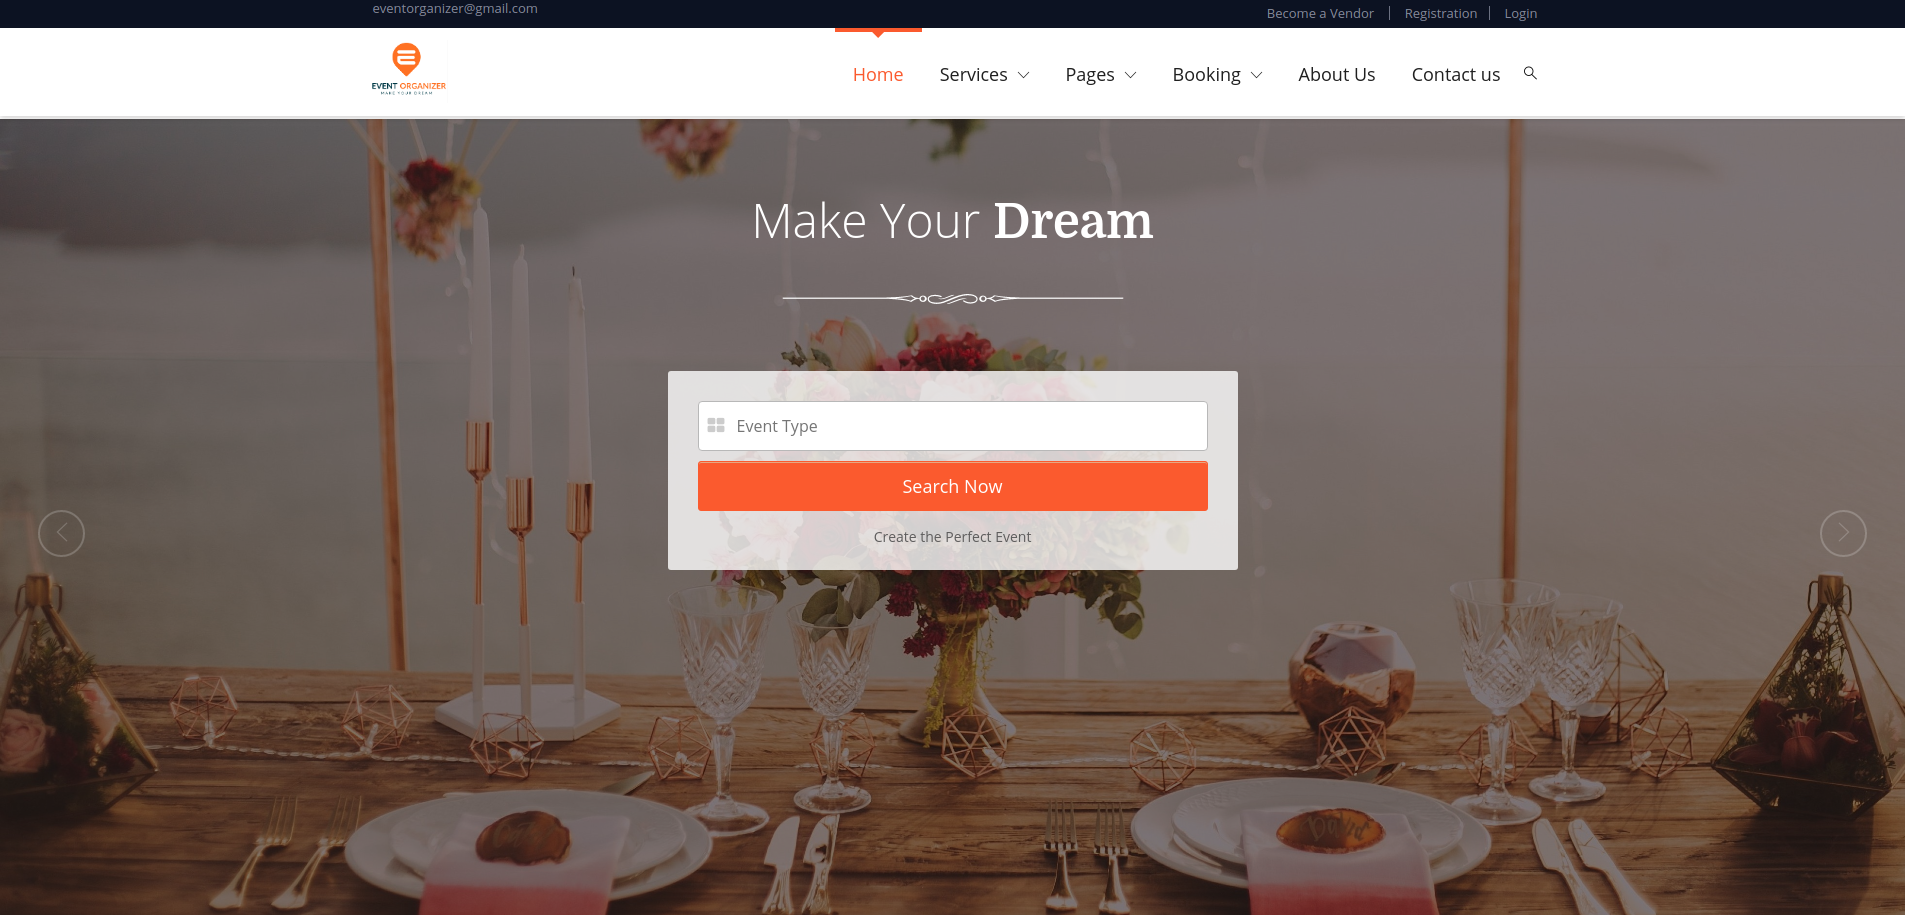 eventorganizer@gmail.com
Become a Vendor
Registration
Login
EVENT ORGANIZER
MAKE YOUR DREAM
Home
Services
Pages
Booking
About Us
Contact us
Make Your Dream
Event Type
Search Now
Create the Perfect Event
David